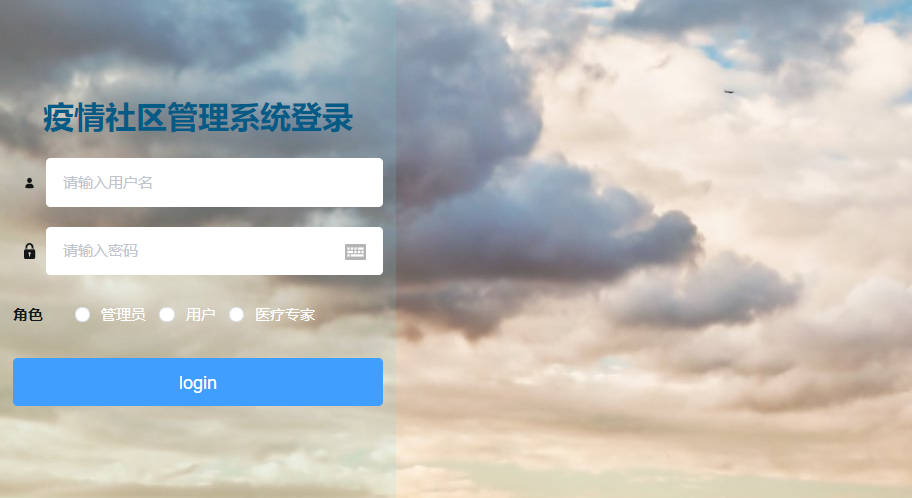 疫情社区管理系统登录
请输入用户名
请输入密码
角色 管理员 用户 医疗专家
login